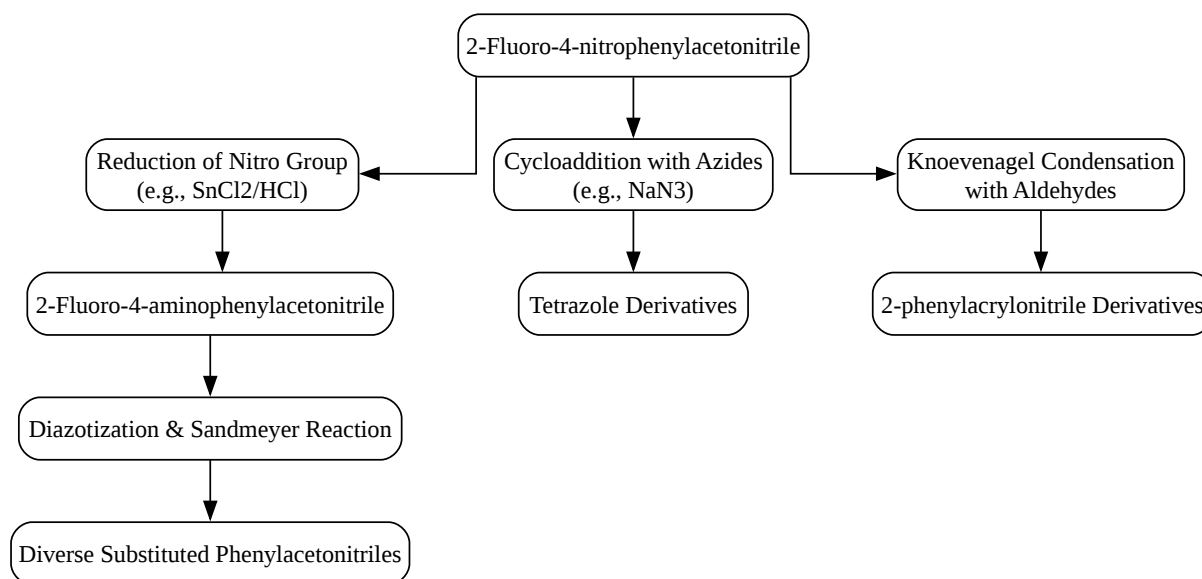 2-Fluoro-4-nitrophenylacetonitrile
Reduction of Nitro Group
(e.g., SnCl2/HCl)
Cycloaddition with Azides
(e.g., NaN3)
Knoevenagel Condensation
with Aldehydes
2-Fluoro-4-aminophenylacetonitrile
Tetrazole Derivatives
2-phenylacrylonitrile Derivatives
Diazotization & Sandmeyer Reaction
Diverse Substituted Phenylacetonitriles